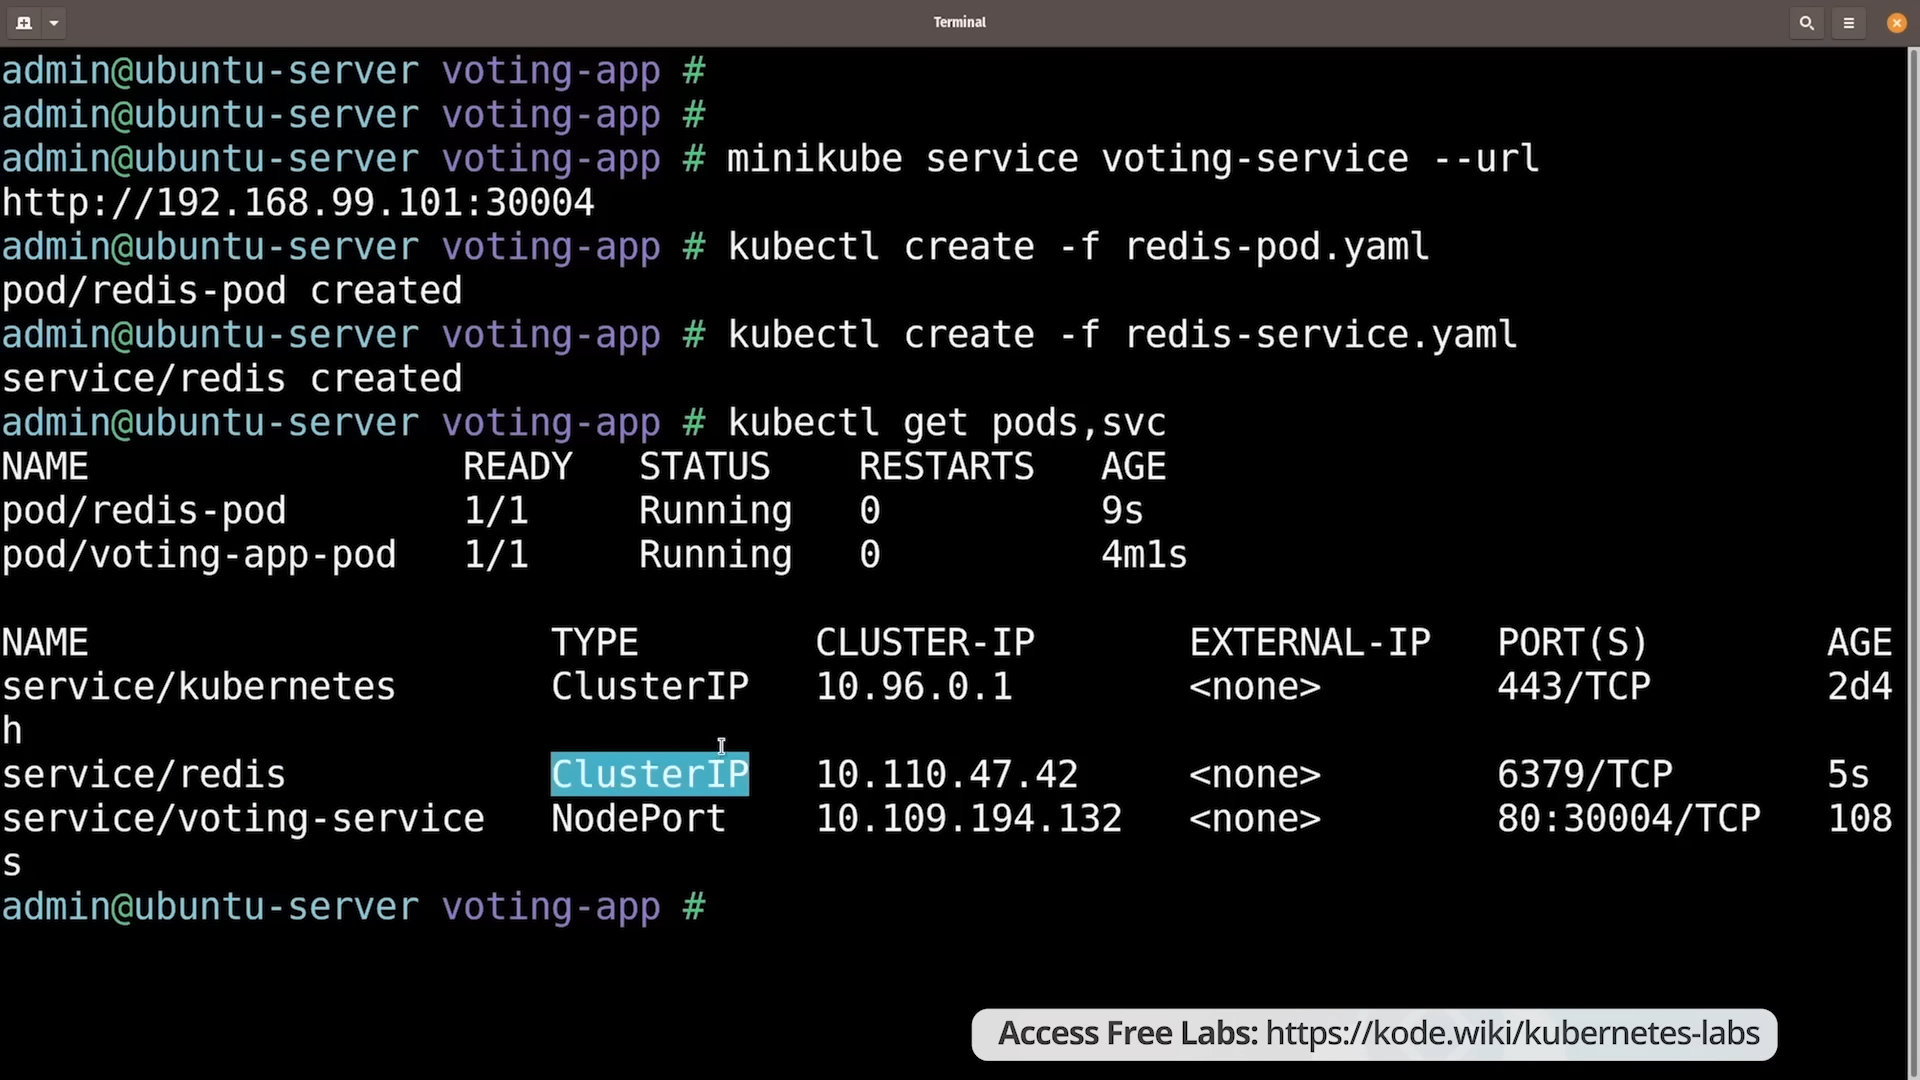 Terminal
admin@ubuntu-server voting-app #
admin@ubuntu-server voting-app #
admin@ubuntu-server voting-app # minikube service voting-service --url
http://192.168.99.101:30004
admin@ubuntu-server voting-app # kubectl create -f redis-pod.yaml
pod/redis-pod created
admin@ubuntu-server voting-app # kubectl create -f redis-service.yaml
service/redis created
admin@ubuntu-server voting-app # kubectl get pods,svc
NAME READY STATUS RESTARTS AGE
pod/redis-pod 1/1 Running 0 9s
pod/voting-app-pod 1/1 Running 0 4m1s
NAME TYPE CLUSTER-IP EXTERNAL-IP PORT(S) AGE
service/kubernetes ClusterIP 10.96.0.1 <none> 443/TCP 2d4
h
service/redis ClusterIP 10.110.47.42 <none> 6379/TCP 5s
service/voting-service NodePort 10.109.194.132 <none> 80:30004/TCP 108
s
admin@ubuntu-server voting-app #
Access Free Labs: https://kode.wiki/kubernetes-labs